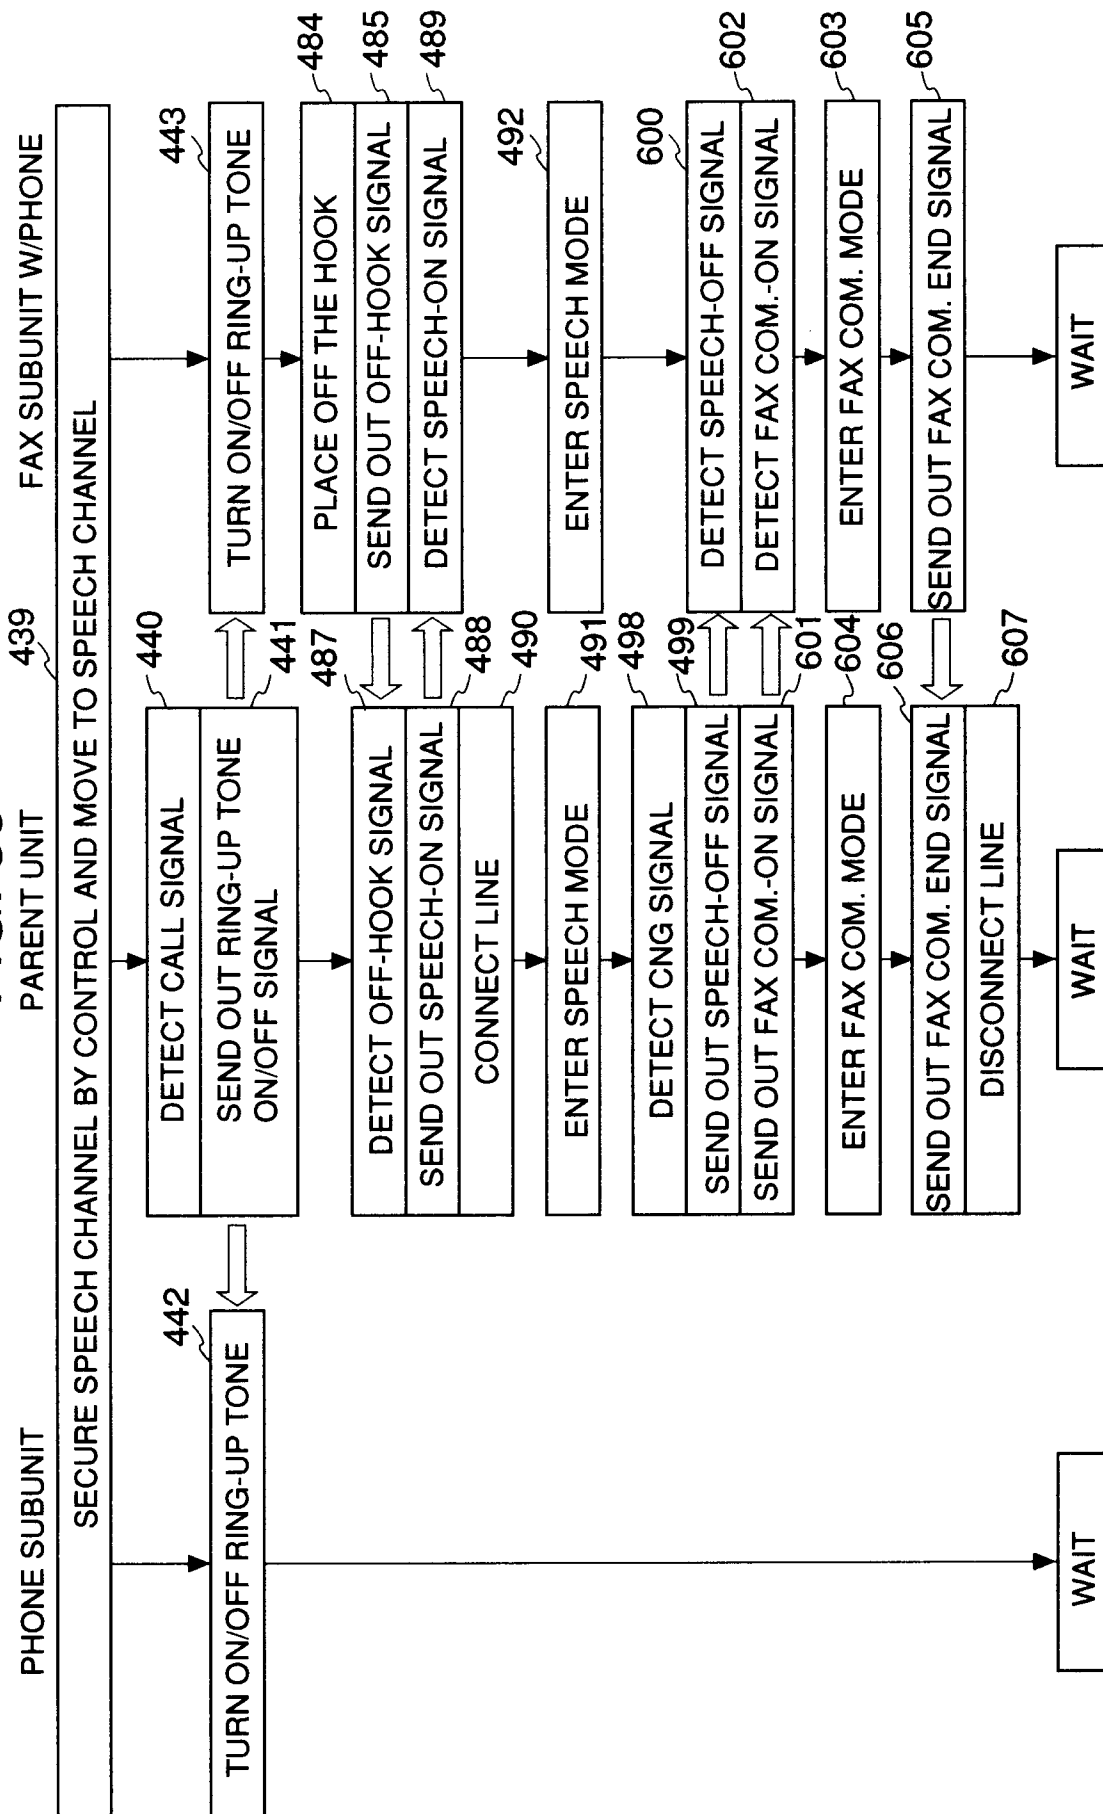 PHONE SUBUNIT
PARENT UNIT
FAX SUBUNIT W/PHONE
439
SECURE SPEECH CHANNEL BY CONTROL AND MOVE TO SPEECH CHANNEL
442
TURN ON/OFF RING-UP TONE
WAIT
440
DETECT CALL SIGNAL
441
SEND OUT RING-UP TONE
ON/OFF SIGNAL
487
DETECT OFF-HOOK SIGNAL
488
SEND OUT SPEECH-ON SIGNAL
490
CONNECT LINE
491
ENTER SPEECH MODE
498
DETECT CNG SIGNAL
499
SEND OUT SPEECH-OFF SIGNAL
601
SEND OUT FAX COM.-ON SIGNAL
604
ENTER FAX COM. MODE
606
SEND OUT FAX COM. END SIGNAL
607
DISCONNECT LINE
WAIT
443
TURN ON/OFF RING-UP TONE
484
PLACE OFF THE HOOK
485
SEND OUT OFF-HOOK SIGNAL
489
DETECT SPEECH-ON SIGNAL
492
ENTER SPEECH MODE
600
DETECT SPEECH-OFF SIGNAL
602
DETECT FAX COM.-ON SIGNAL
603
ENTER FAX COM. MODE
605
SEND OUT FAX COM. END SIGNAL
WAIT